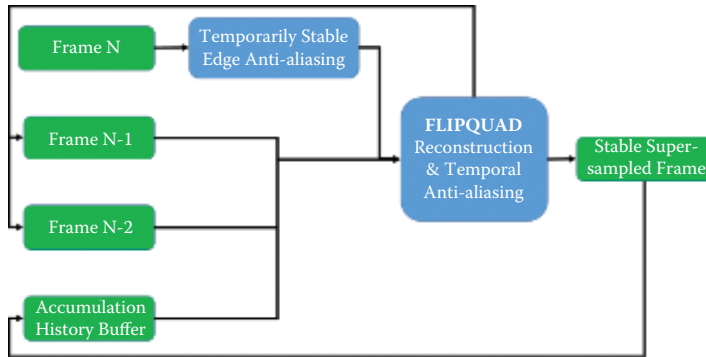 Frame N
Temporarily Stable
Edge Anti-aliasing
Frame N-1
FLIPQUAD
Reconstruction
& Temporal
Anti-aliasing
Stable Super-
sampled Frame
Frame N-2
Accumulation
History Buffer